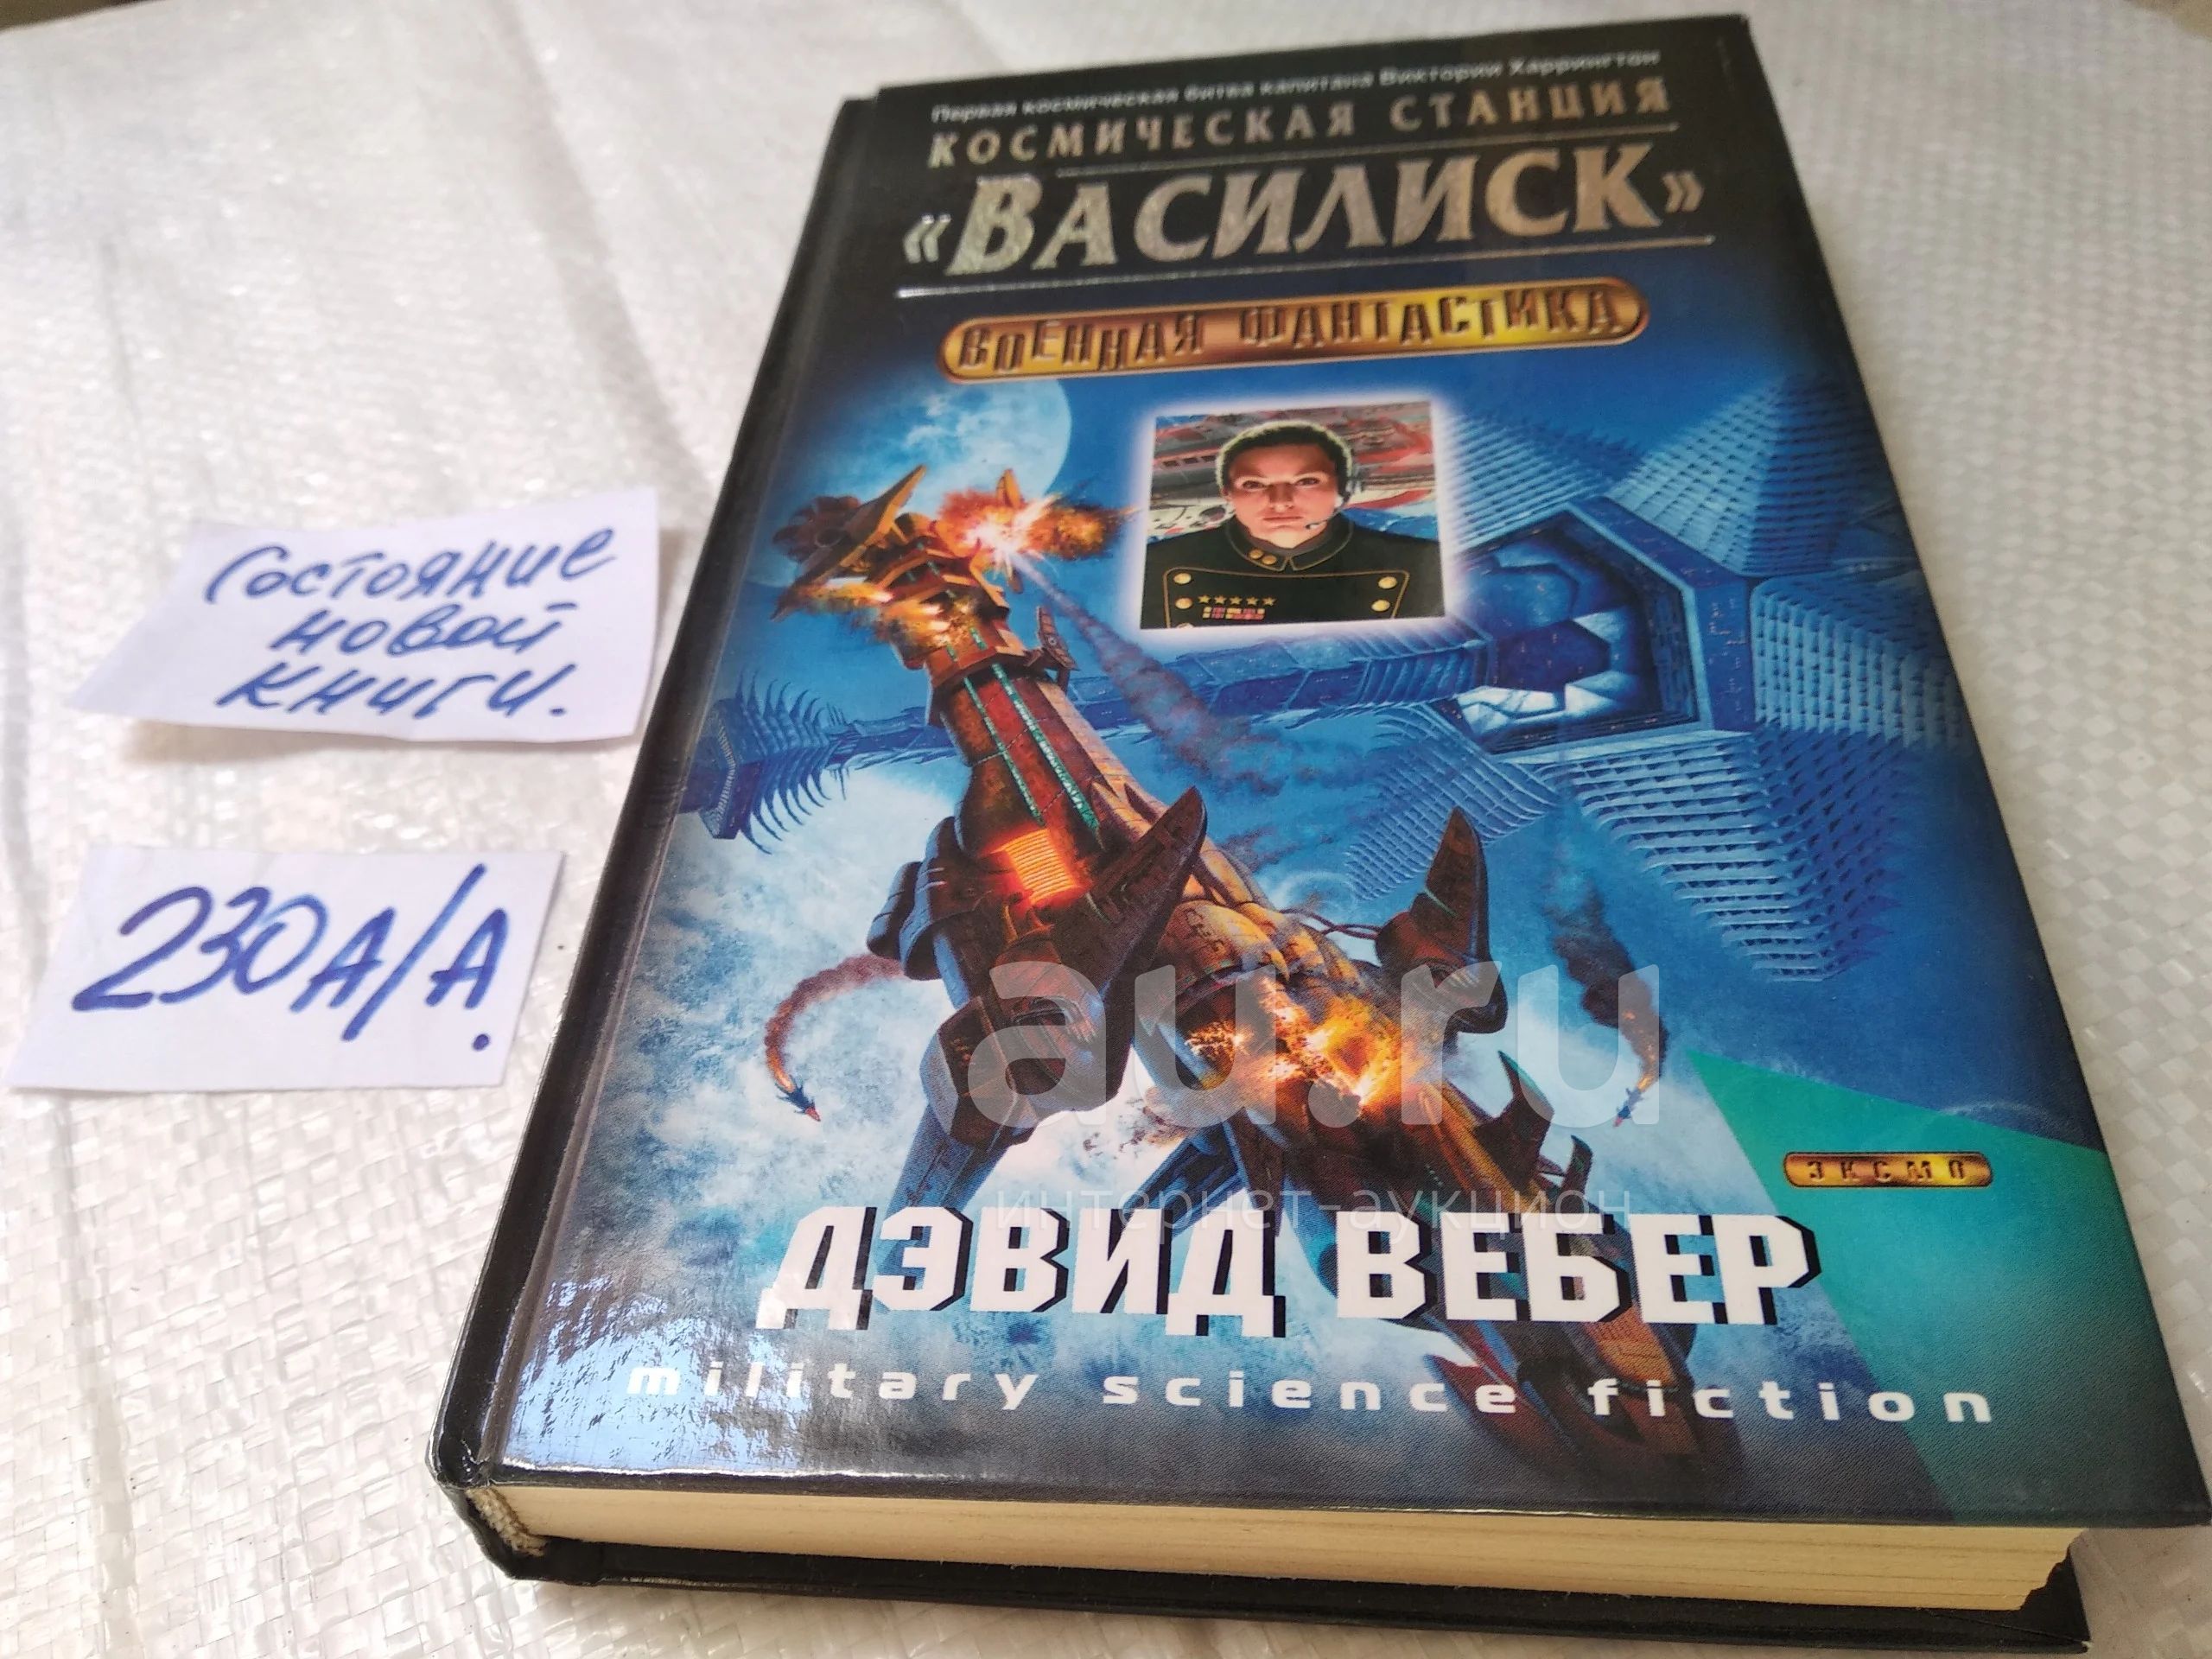 Первая космическая битва капитана Виктории Харрингтон
КОСМИЧЕСКАЯ СТАНЦИЯ
«ВАСИЛИСК»
ВОЕННАЯ ФАНТАСТИКА
Состояние
новой
книги.
230А/А.
au.ru
интернет-аукцион
ЭКСМО
ДЭВИД ВЕБЕР
military science fiction